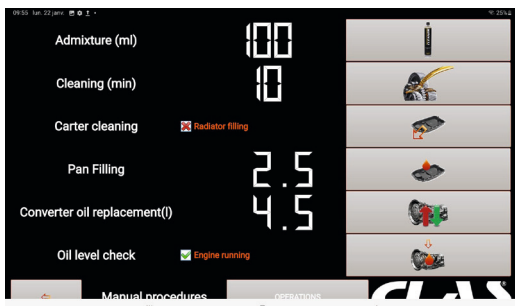 09:55 lun. 22 janv.
25%
Admixture (ml) 100
Cleaning (min) 10
Carter cleaning Radiator filling
Pan Filling 2.5
Converter oil replacement(l) 4.5
Oil level check Engine running
Manual procedures OPERATIONS
CLAS